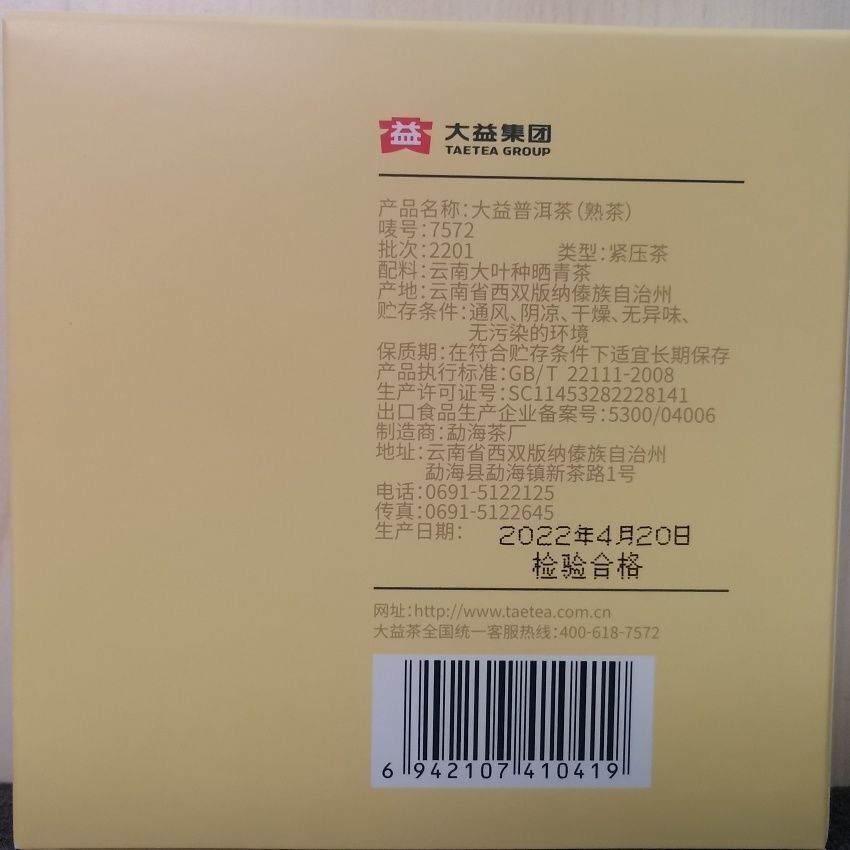 益 大益集团
TAETEA GROUP
产品名称：大益普洱茶（熟茶）
唛号：7572
批次：2201 类型：紧压茶
配料：云南大叶种晒青茶
产地：云南省西双版纳傣族自治州
贮存条件：通风、阴凉、干燥、无异味、
无污染的环境
保质期：在符合贮存条件下适宜长期保存
产品执行标准：GB/T 22111-2008
生产许可证号：SC11453282228141
出口食品生产企业备案号：5300/04006
制造商：勐海茶厂
地址：云南省西双版纳傣族自治州
勐海县勐海镇新茶路1号
电话：0691-5122125
传真：0691-5122645
生产日期： 2022年4月20日
检验合格
网址：http://www.taetea.com.cn
大益茶全国统一客服热线：400-618-7572
6 942107 410419